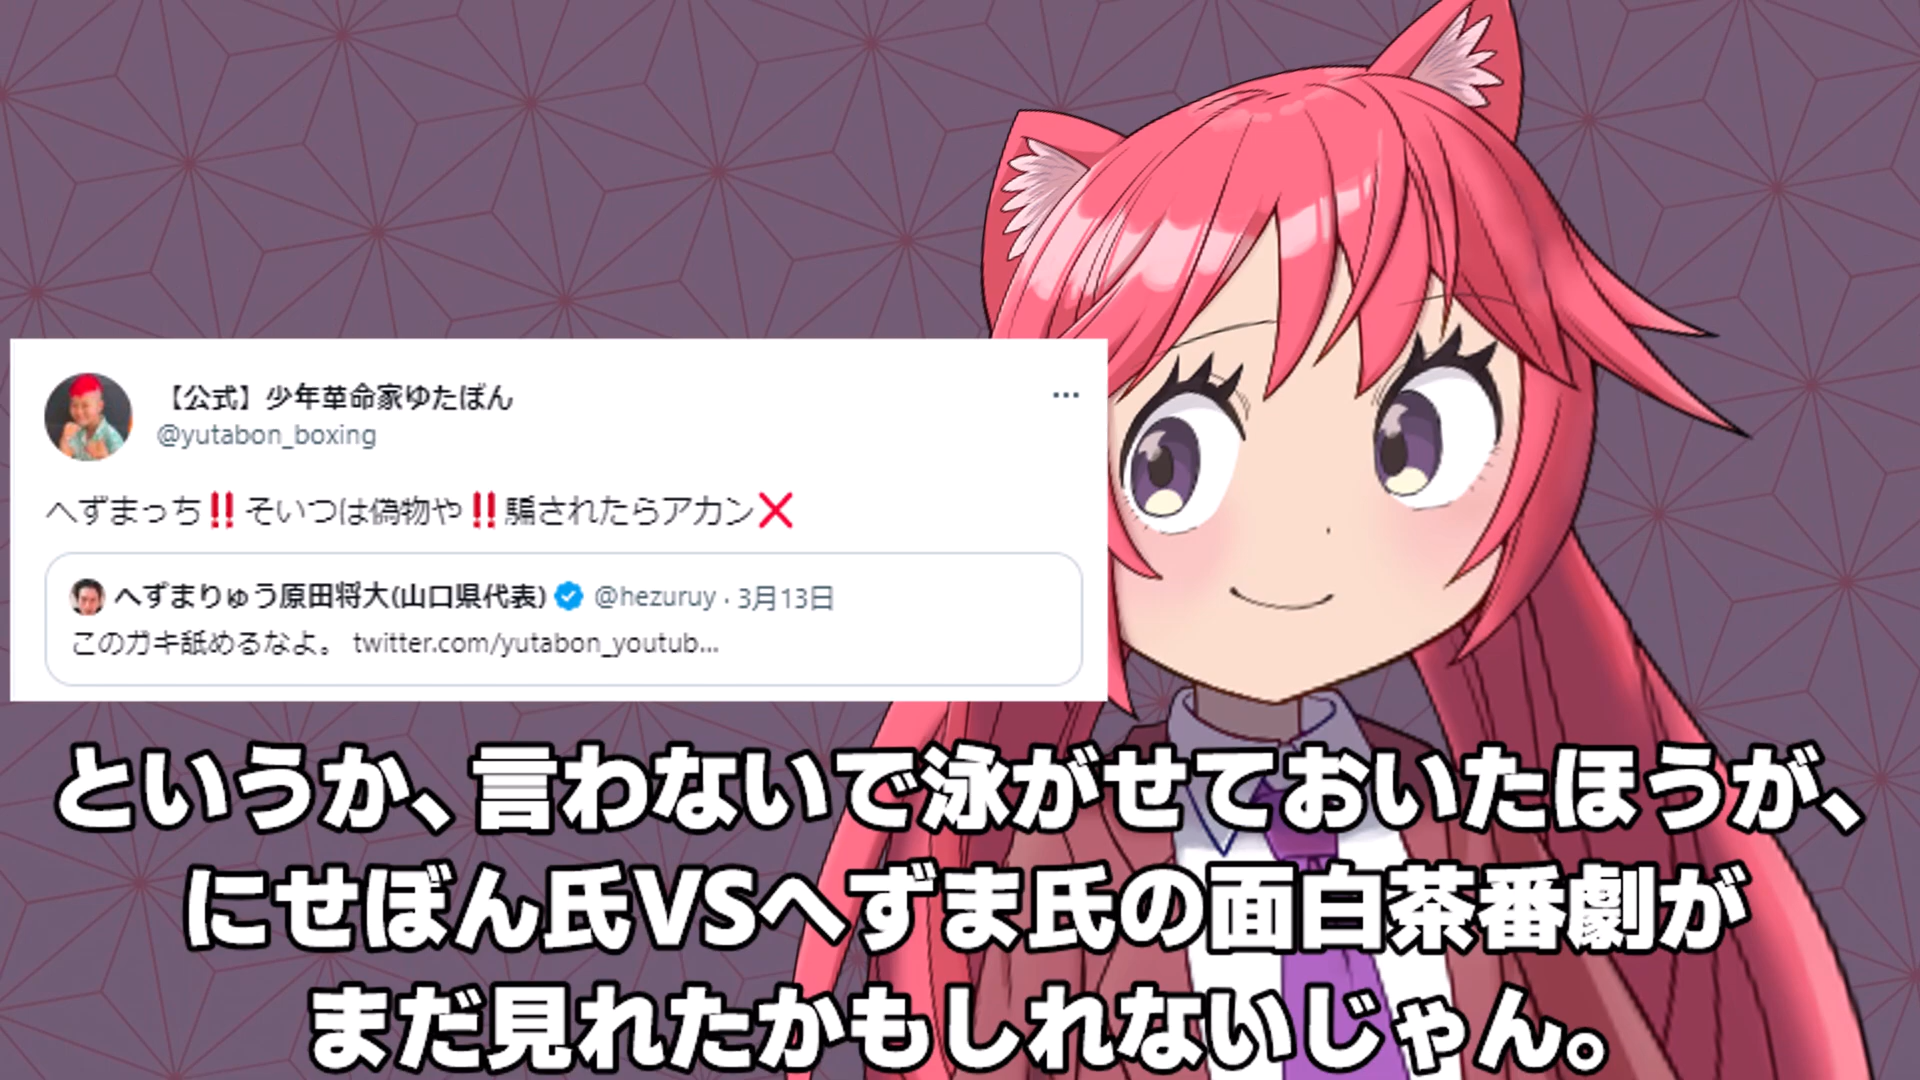 【公式】少年革命家ゆたぼん
@yutabon_boxing
へずまっち‼そいつは偽物や‼騙されたらアカン❌
へずまりゅう原田将大(山口県代表) @hezuruy · 3月13日
このガキ舐めるなよ。 twitter.com/yutabon_youtub...
というか、言わないで泳がせておいたほうが、
にせぼん氏VSへずま氏の面白茶番劇が
まだ見れたかもしれないじゃん。